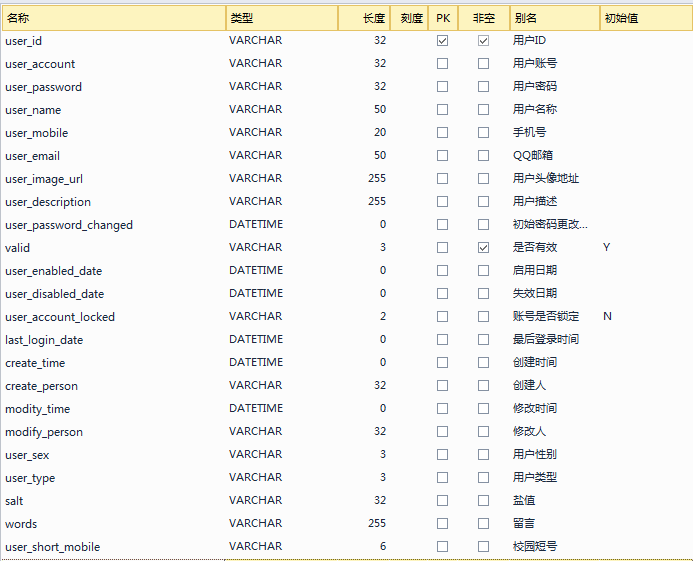 名称 类型 长度 刻度 PK 非空 别名 初始值
user_id VARCHAR 32 用户ID
user_account VARCHAR 32 用户账号
user_password VARCHAR 32 用户密码
user_name VARCHAR 50 用户名称
user_mobile VARCHAR 20 手机号
user_email VARCHAR 50 QQ邮箱
user_image_url VARCHAR 255 用户头像地址
user_description VARCHAR 255 用户描述
user_password_changed DATETIME 0 初始密码更改...
valid VARCHAR 3 是否有效 Y
user_enabled_date DATETIME 0 启用日期
user_disabled_date DATETIME 0 失效日期
user_account_locked VARCHAR 2 账号是否锁定 N
last_login_date DATETIME 0 最后登录时间
create_time DATETIME 0 创建时间
create_person VARCHAR 32 创建人
modity_time DATETIME 0 修改时间
modify_person VARCHAR 32 修改人
user_sex VARCHAR 3 用户性别
user_type VARCHAR 3 用户类型
salt VARCHAR 32 盐值
words VARCHAR 255 留言
user_short_mobile VARCHAR 6 校园短号